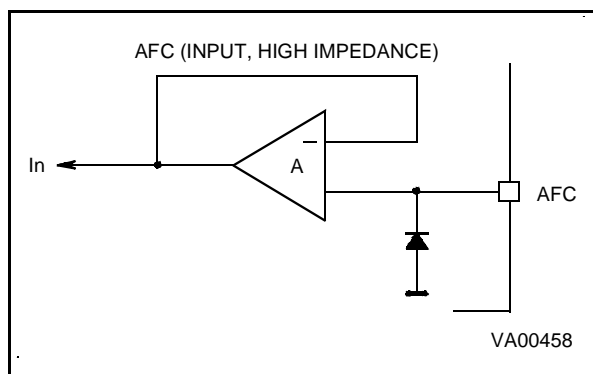 AFC (INPUT, HIGH IMPEDANCE)
In
A
AFC
VA00458